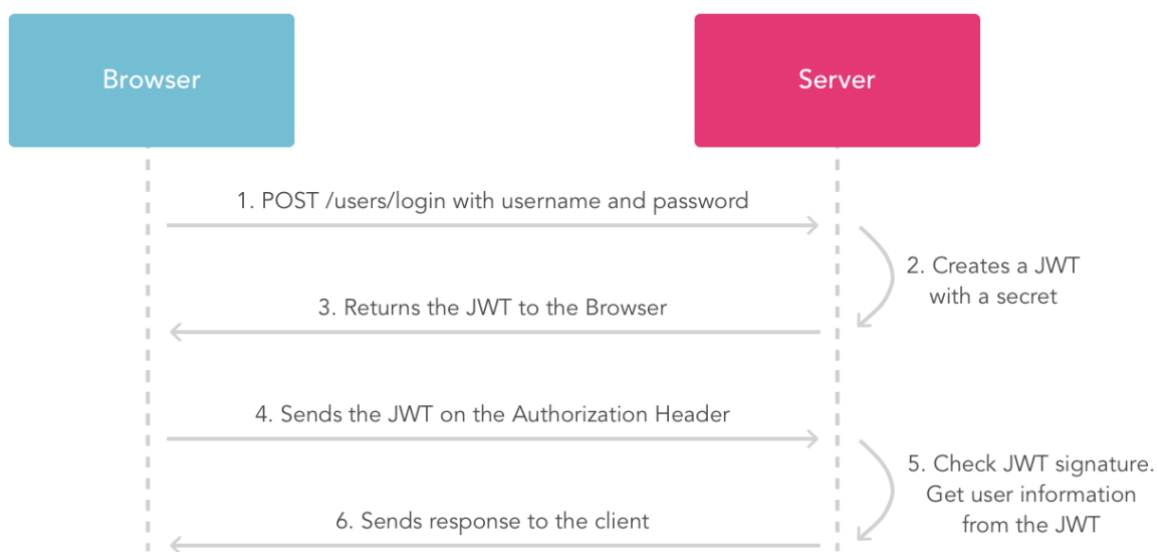 Browser
Server
1. POST /users/login with username and password
2. Creates a JWT
with a secret
3. Returns the JWT to the Browser
4. Sends the JWT on the Authorization Header
5. Check JWT signature.
Get user information
from the JWT
6. Sends response to the client